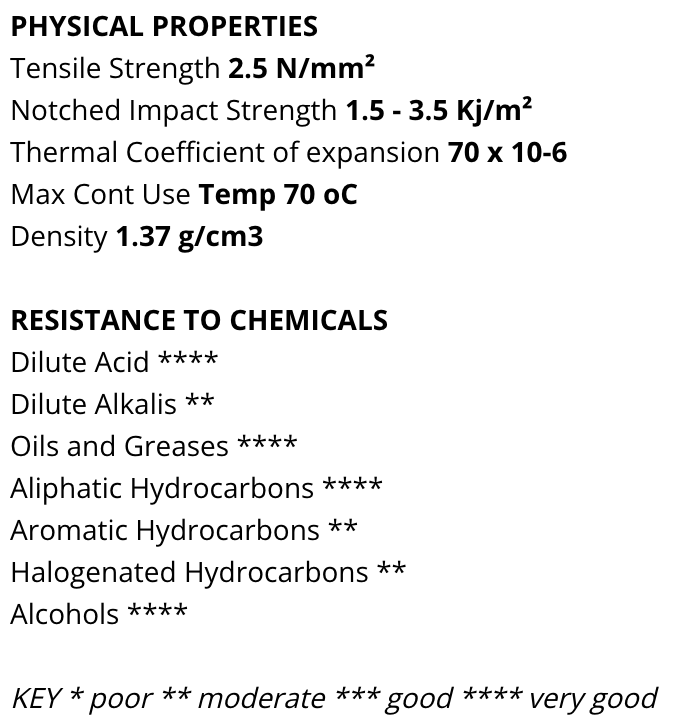 PHYSICAL PROPERTIES
Tensile Strength 2.5 N/mm²
Notched Impact Strength 1.5 - 3.5 Kj/m²
Thermal Coefficient of expansion 70 x 10-6
Max Cont Use Temp 70 oC
Density 1.37 g/cm3
RESISTANCE TO CHEMICALS
Dilute Acid ****
Dilute Alkalis **
Oils and Greases ****
Aliphatic Hydrocarbons ****
Aromatic Hydrocarbons **
Halogenated Hydrocarbons **
Alcohols ****
KEY * poor ** moderate *** good **** very good